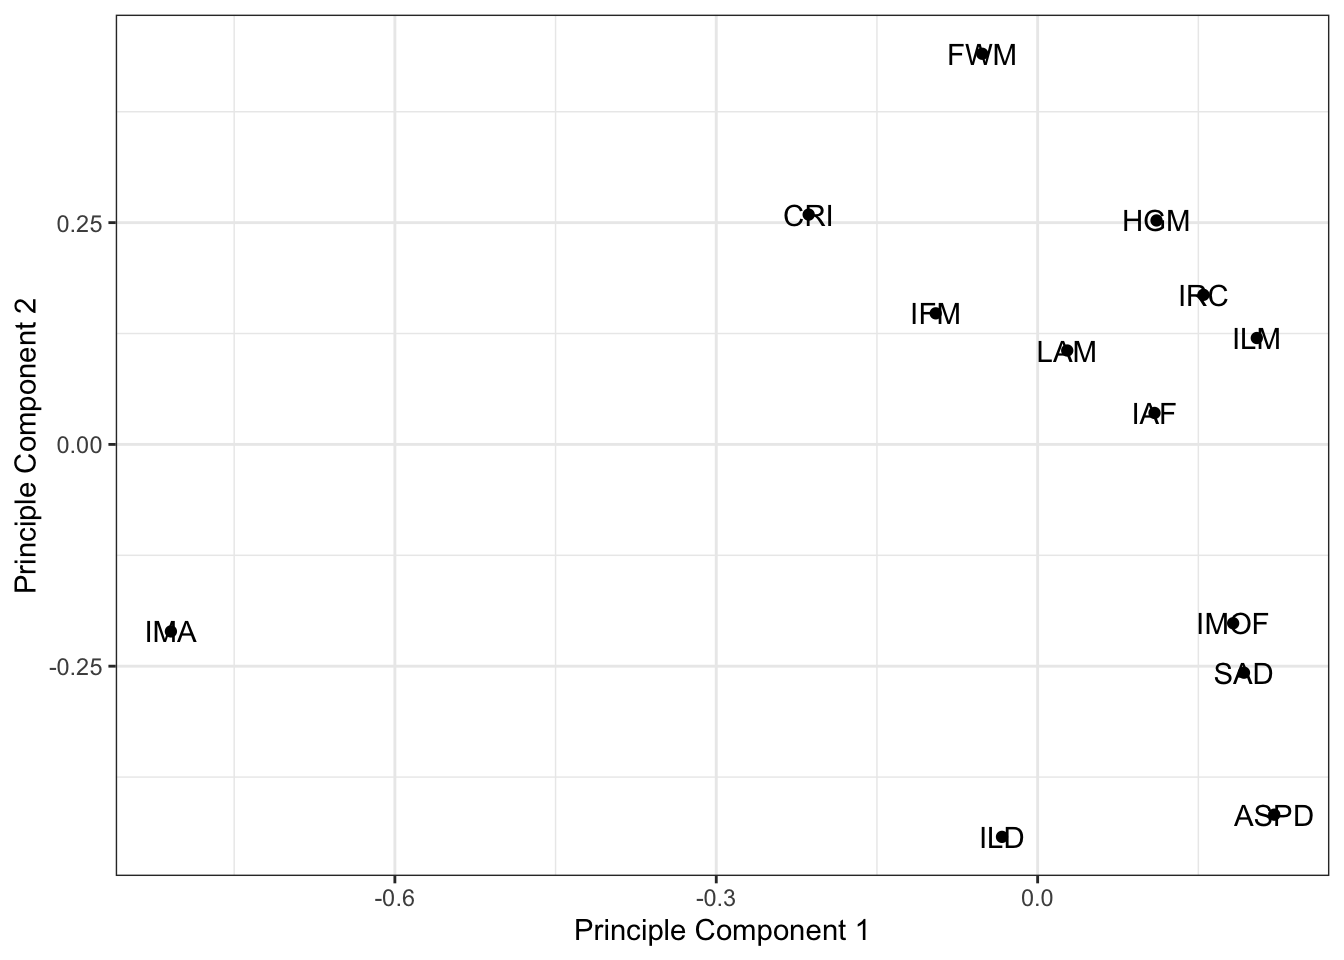 FWM
0.25
CRI
HGM
IRC
IFM
ILM
LAM
IAF
0.00
IMA
IMOF
-0.25
SAD
ASPD
ILD
-0.6
-0.3
0.0
Principle Component 1
Principle Component 2